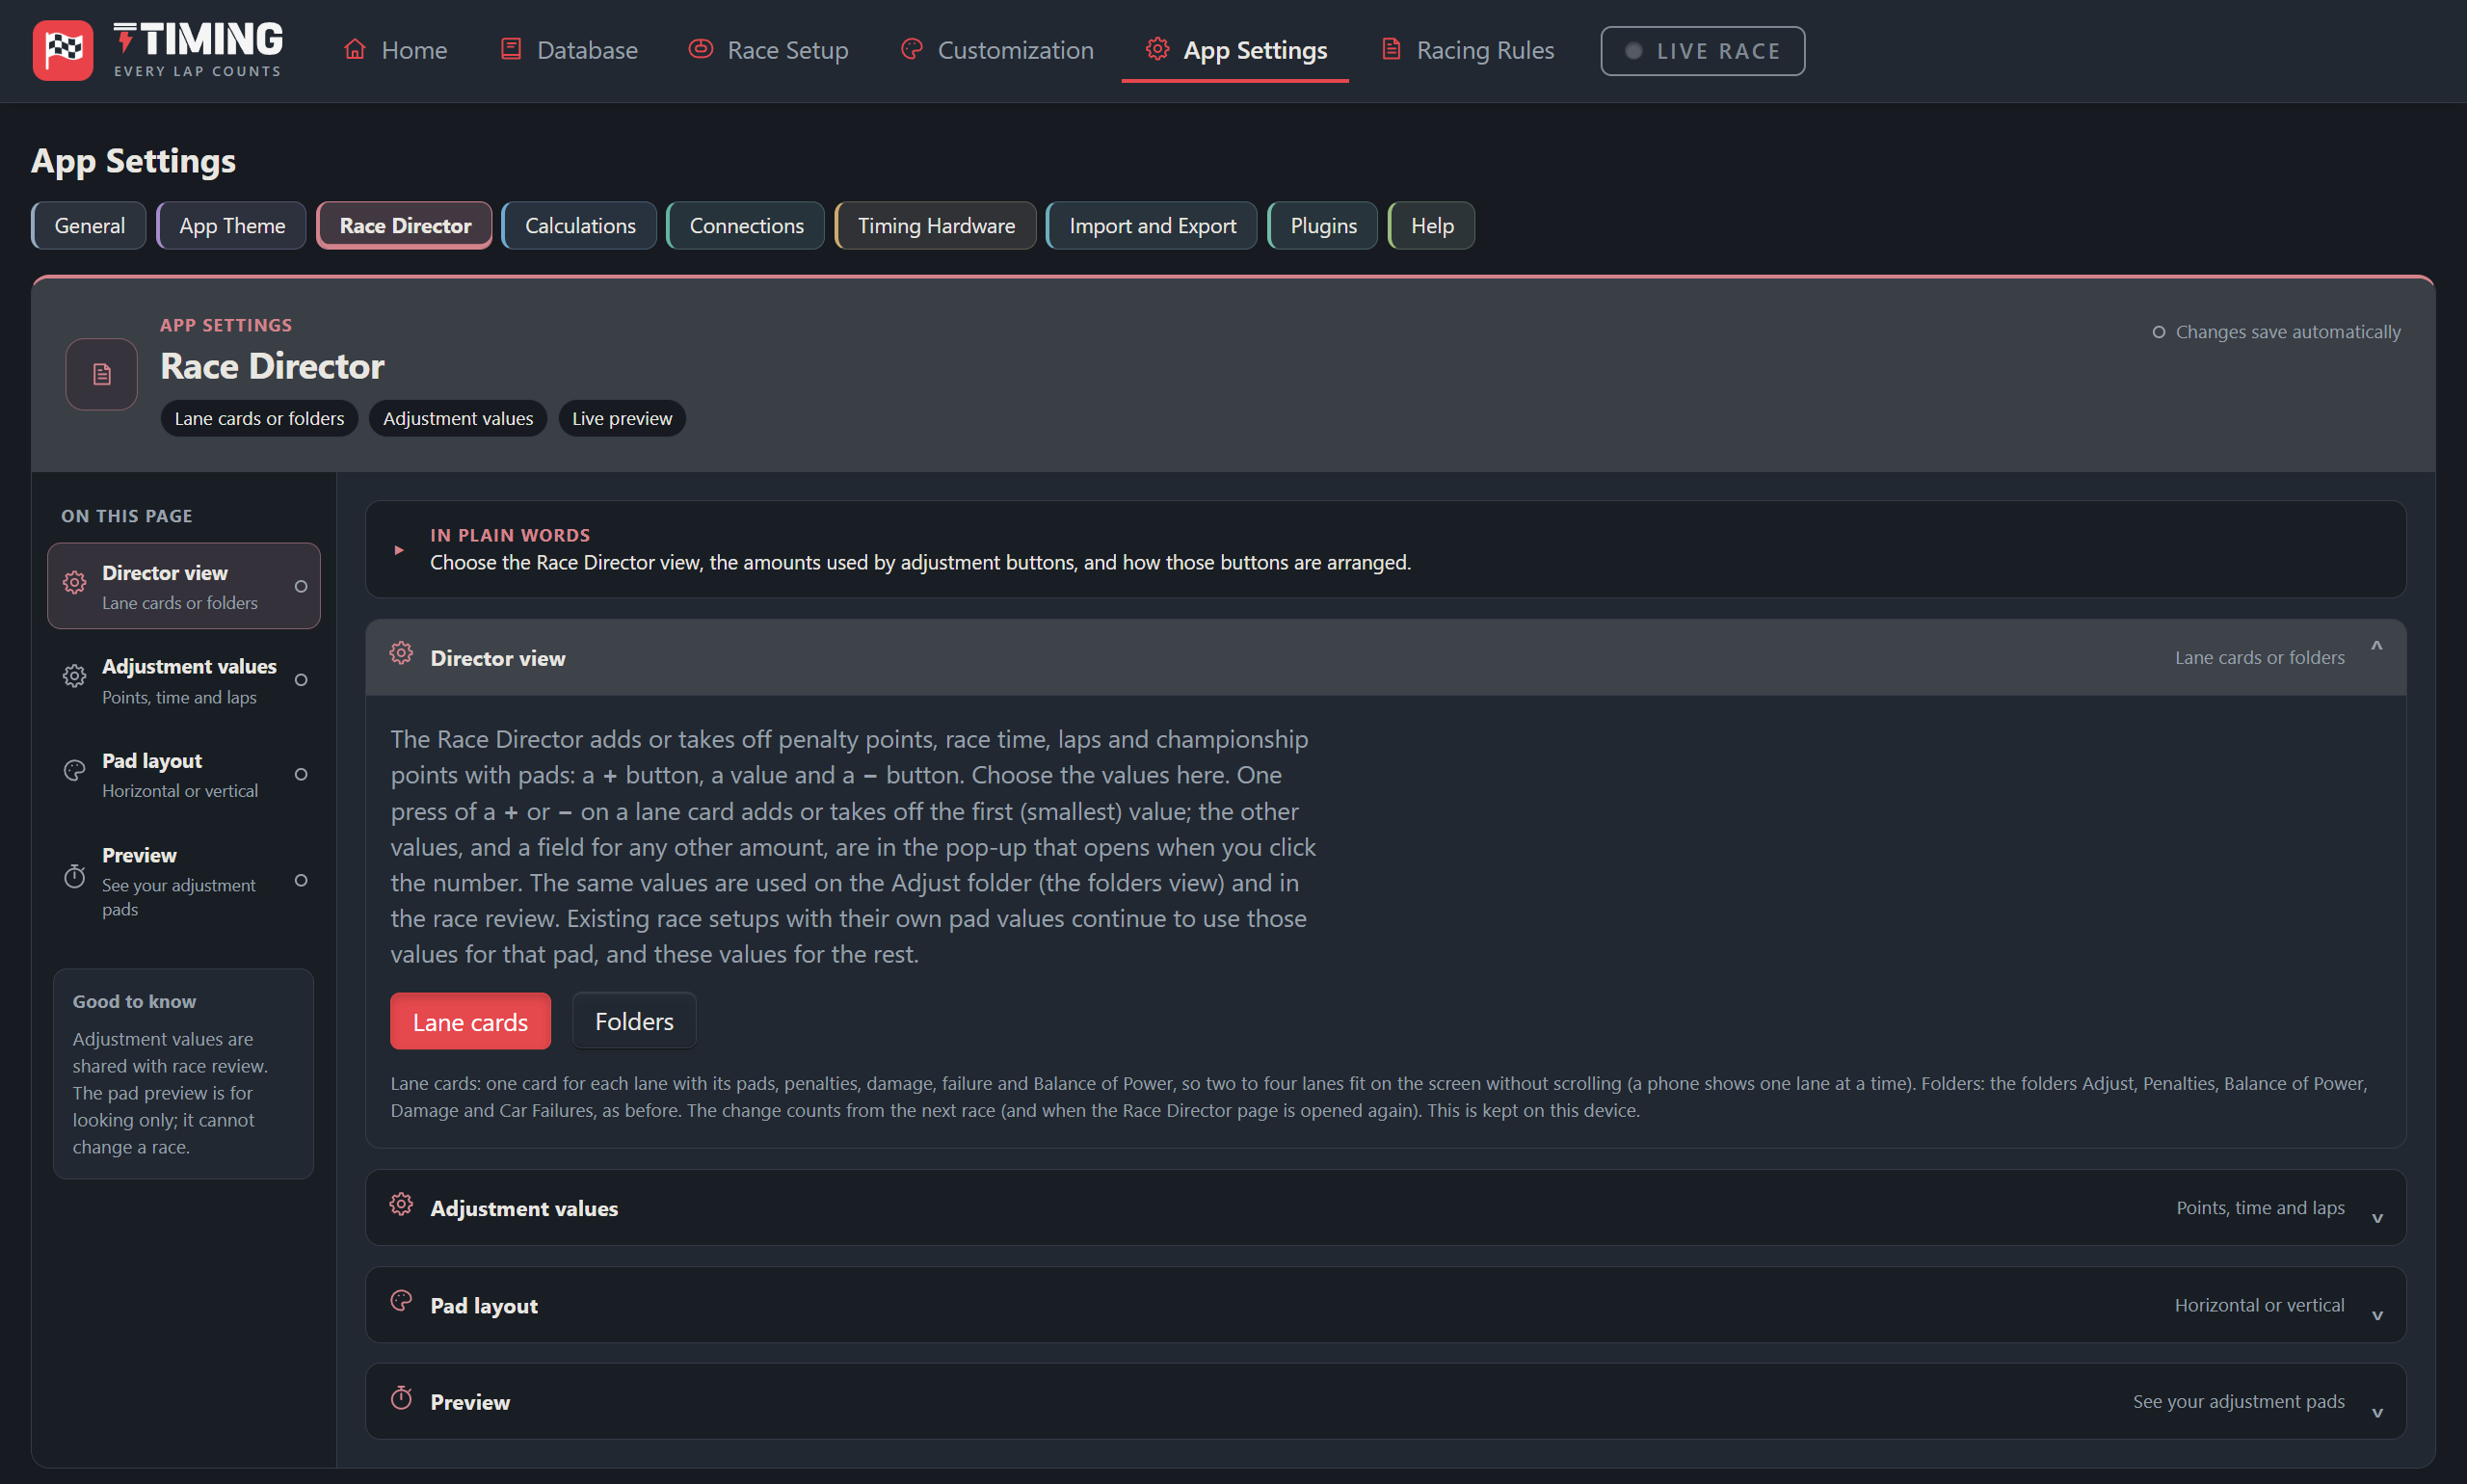 TIMING
EVERY LAP COUNTS
Home
Database
Race Setup
Customization
App Settings
Racing Rules
LIVE RACE
App Settings
General
App Theme
Race Director
Calculations
Connections
Timing Hardware
Import and Export
Plugins
Help
APP SETTINGS
Race Director
Lane cards or folders
Adjustment values
Live preview
Changes save automatically
ON THIS PAGE
Director view
Lane cards or folders
Adjustment values
Points, time and laps
Pad layout
Horizontal or vertical
Preview
See your adjustment
pads
Good to know
Adjustment values are
shared with race review.
The pad preview is for
looking only; it cannot
change a race.
IN PLAIN WORDS
Choose the Race Director view, the amounts used by adjustment buttons, and how those buttons are arranged.
Director view
Lane cards or folders
The Race Director adds or takes off penalty points, race time, laps and championship
points with pads: a + button, a value and a − button. Choose the values here. One
press of a + or − on a lane card adds or takes off the first (smallest) value; the other
values, and a field for any other amount, are in the pop-up that opens when you click
the number. The same values are used on the Adjust folder (the folders view) and in
the race review. Existing race setups with their own pad values continue to use those
values for that pad, and these values for the rest.
Lane cards
Folders
Lane cards: one card for each lane with its pads, penalties, damage, failure and Balance of Power, so two to four lanes fit on the screen without scrolling (a phone shows one lane at a time). Folders: the folders Adjust, Penalties, Balance of Power,
Damage and Car Failures, as before. The change counts from the next race (and when the Race Director page is opened again). This is kept on this device.
Adjustment values
Points, time and laps
Pad layout
Horizontal or vertical
Preview
See your adjustment pads